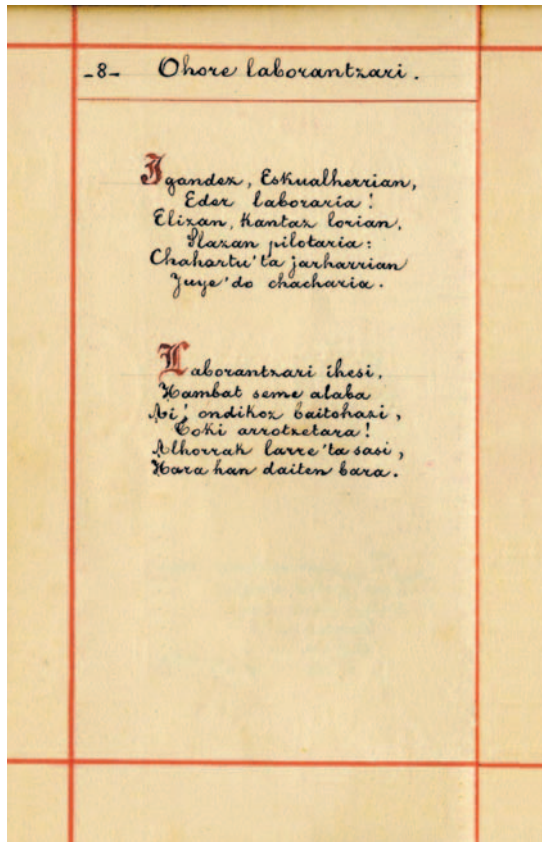 -8- Ohore laborantzari.
Igandez, Eskualherrian,
Eder laboraria!
Elizan, Kantaz lorian,
Plazan pilotaria:
Chahartu'ta jarharrian
Juye'do chacharia.
Laborantzari ihesi,
Hambat seme alaba
Ai! ondikoz baitohazi,
Toki arrotzetara!
Alhorrak larre'ta sasi,
Hara han daiten bara.